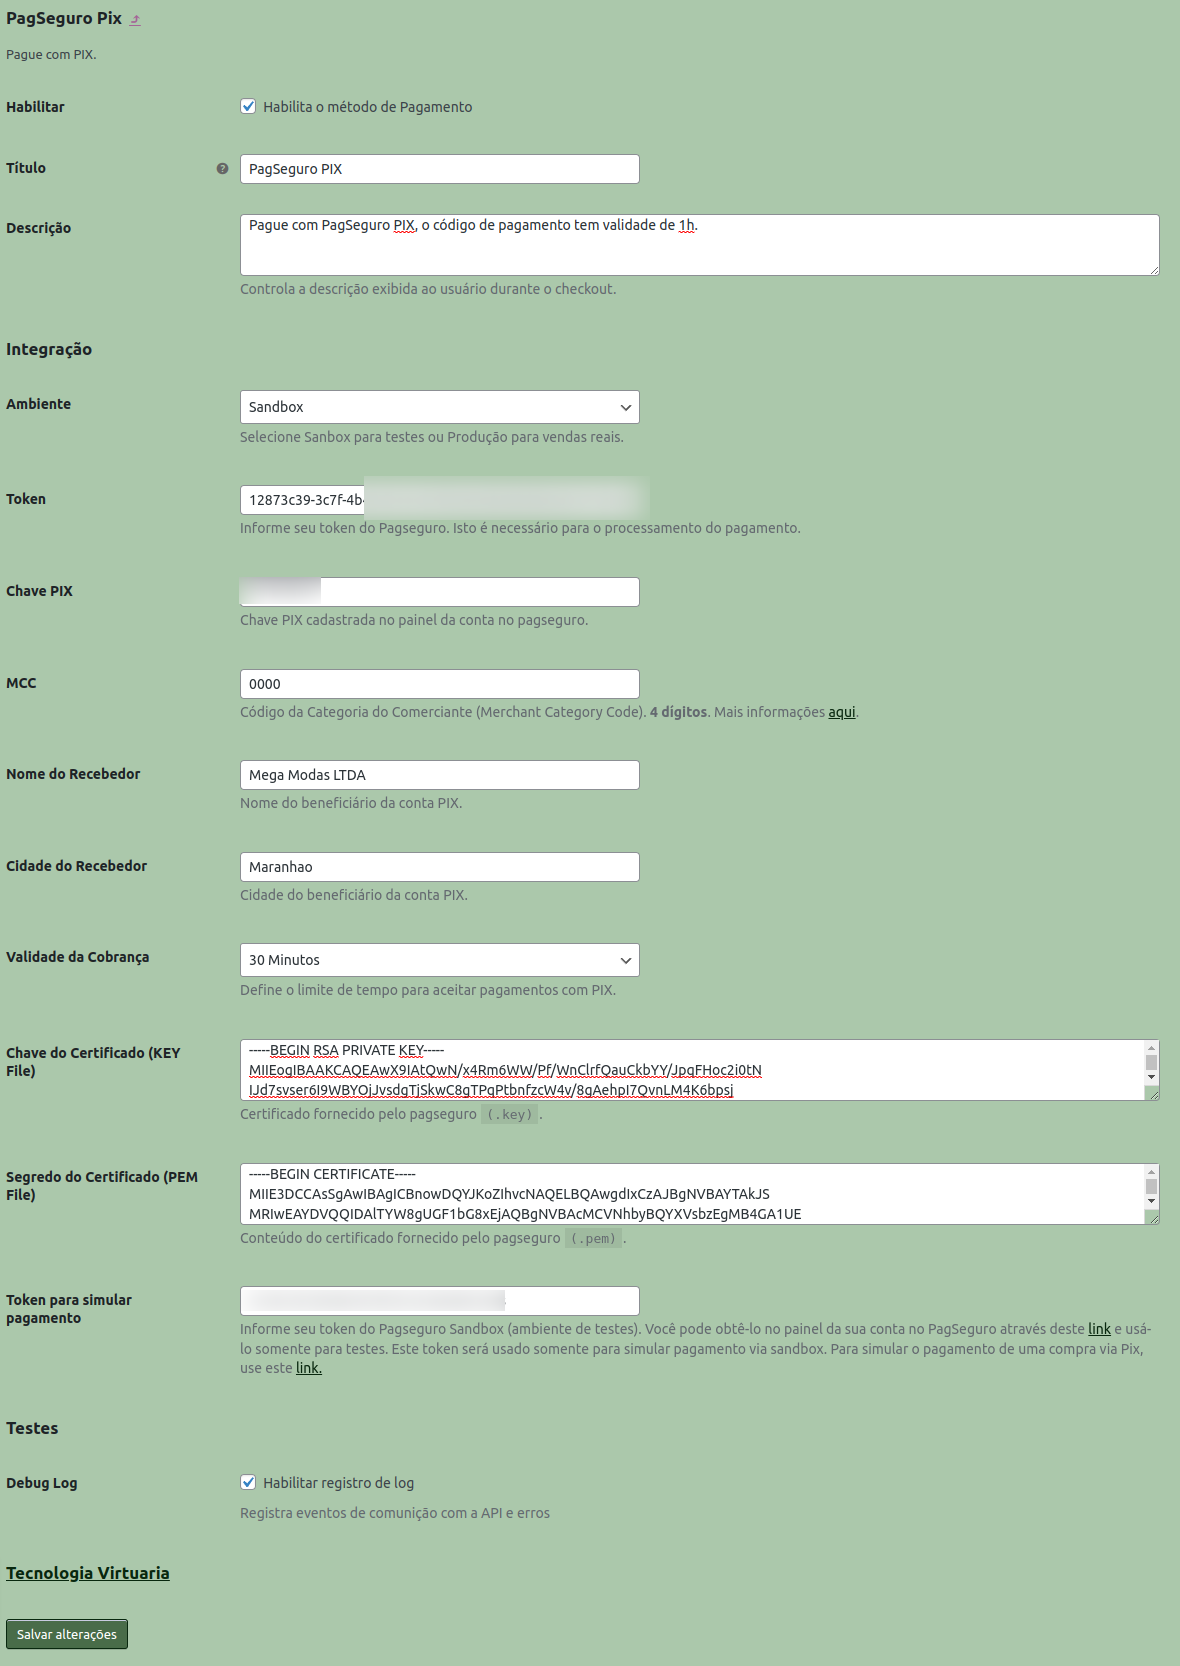 PagSeguro Pix
Pague com PIX.
Habilitar
Habilita o método de Pagamento
Título
PagSeguro PIX
Descrição
Pague com PagSeguro PIX, o código de pagamento tem validade de 1h.
Controla a descrição exibida ao usuário durante o checkout.
Integração
Ambiente
Sandbox
Selecione Sanbox para testes ou Produção para vendas reais.
Token
12873c39-3c7f-4b
Informe seu token do Pagseguro. Isto é necessário para o processamento do pagamento.
Chave PIX
Chave PIX cadastrada no painel da conta no pagseguro.
MCC
0000
Código da Categoria do Comerciante (Merchant Category Code). 4 dígitos. Mais informações aqui.
Nome do Recebedor
Mega Modas LTDA
Nome do beneficiário da conta PIX.
Cidade do Recebedor
Maranhao
Cidade do beneficiário da conta PIX.
Validade da Cobrança
30 Minutos
Define o limite de tempo para aceitar pagamentos com PIX.
Chave do Certificado (KEY
File)
-----BEGIN RSA PRIVATE KEY-----
MIIEogIBAAKCAQEAwX9IAtQwN/x4Rm6WW/Pf/WnClrfQauCkbYY/JpqFHoc2i0tN
IJd7svser6I9WBYOjJvsdgTjSkwC8gTPqPtbnfzcW4v/8gAehpI7QvnLM4K6bpsj
Certificado fornecido pelo pagseguro (.key).
Segredo do Certificado (PEM
File)
-----BEGIN CERTIFICATE-----
MIIE3DCCAsSgAwIBAgICBnowDQYJKoZIhvcNAQELBQAwgdIxCzAJBgNVBAYTAkJS
MRIwEAYDVQQIDAlTYW8gUGF1bG8xEjAQBgNVBAcMCVNhbyBQYXVsbzEgMB4GA1UE
Conteúdo do certificado fornecido pelo pagseguro (.pem).
Token para simular
pagamento
Informe seu token do Pagseguro Sandbox (ambiente de testes). Você pode obtê-lo no painel da sua conta no PagSeguro através deste link e usá-
lo somente para testes. Este token será usado somente para simular pagamento via sandbox. Para simular o pagamento de uma compra via Pix,
use este link.
Testes
Debug Log
Habilitar registro de log
Registra eventos de comunição com a API e erros
Tecnologia Virtuaria
Salvar alterações